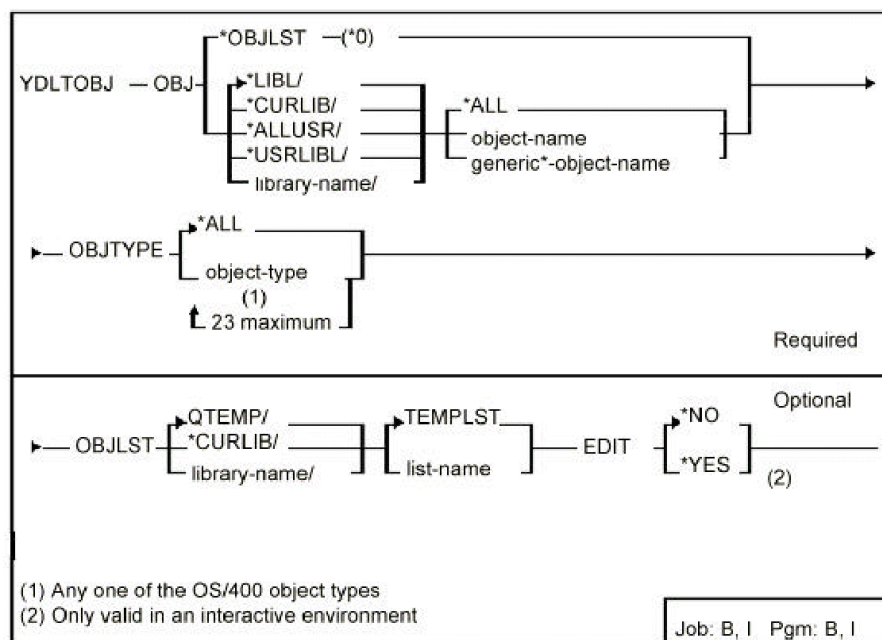 *OBJLST (*0)
YDLTOBJ OBJ
*LIBL/
*CURLIB/
*ALLUSR/
*USRLIBL/
library-name/
*ALL
object-name
generic*-object-name
OBJTYPE
*ALL
object-type
(1)
23 maximum
Required
Optional
OBJLST
QTEMP/
*CURLIB/
library-name/
TEMPLST
list-name
EDIT
*NO
*YES
(2)
(1) Any one of the OS/400 object types
(2) Only valid in an interactive environment
Job: B, I Pgm: B, I